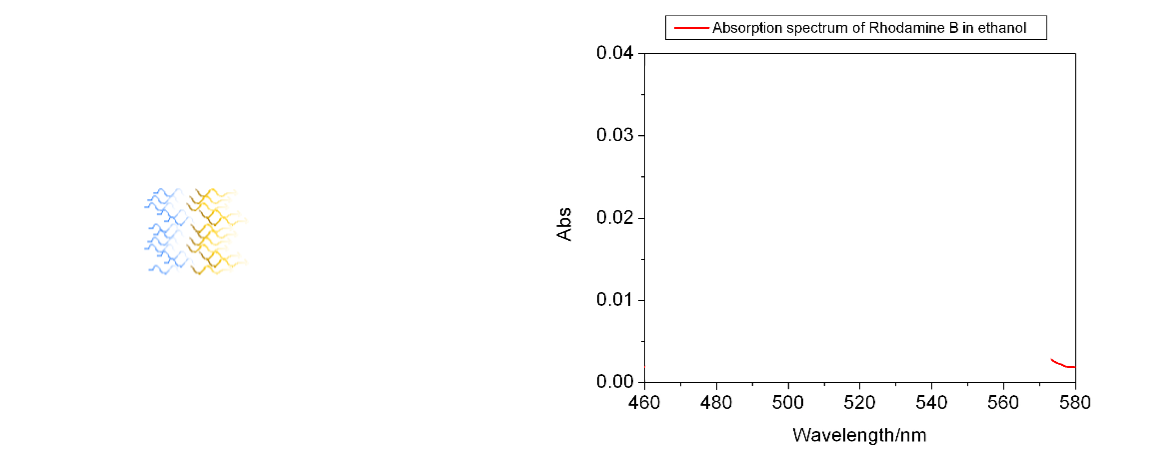 Absorption spectrum of Rhodamine B in ethanol
0.04
0.03
0.02
0.01
0.00
Abs
460 480 500 520 540 560 580
Wavelength/nm